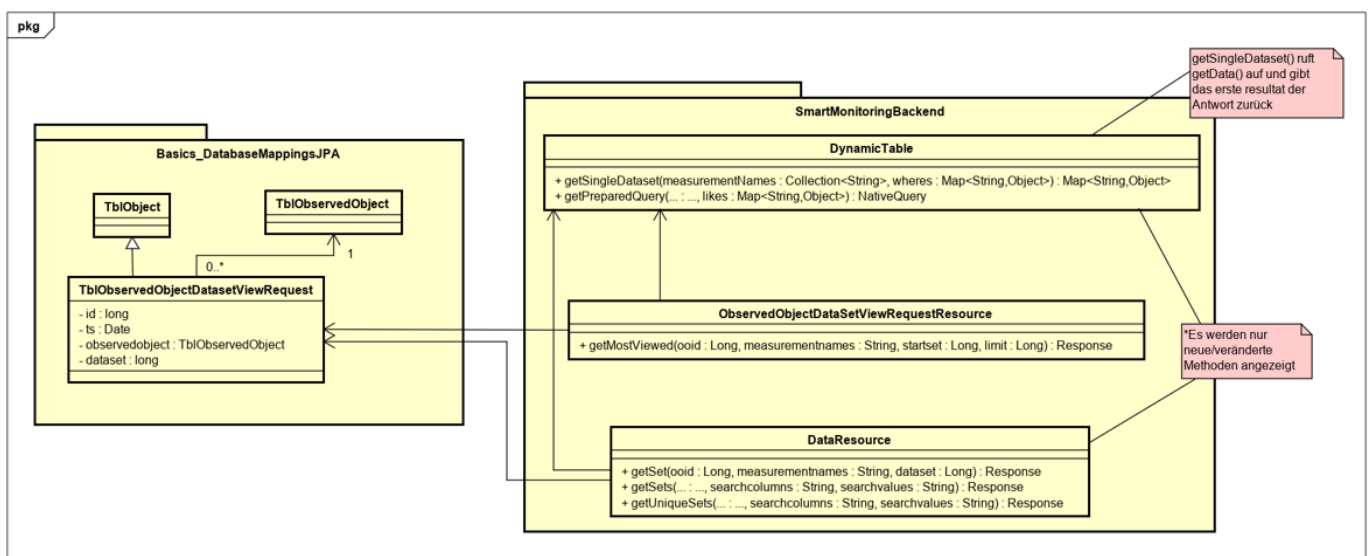 pkg
getSingleDataset() ruft
getData() auf und gibt
das erste resultat der
Antwort zurück
SmartMonitoringBackend
DynamicTable
+ getSingleDataset(measurementNames : Collection<String>, wheres : Map<String,Object>) : Map<String,Object>
+ getPreparedQuery(... : ..., likes : Map<String,Object>) : NativeQuery
Basics_DatabaseMappingsJPA
TblObject
TblObservedObject
0..*
1
TblObservedObjectDatasetViewRequest
- id : long
- ts : Date
- observedobject : TblObservedObject
- dataset : long
ObservedObjectDataSetViewRequestResource
+ getMostViewed(ooid : Long, measurementnames : String, startset : Long, limit : Long) : Response
*Es werden nur
neue/veränderte
Methoden angezeigt
DataResource
+ getSet(ooid : Long, measurementnames : String, dataset : Long) : Response
+ getSets(... : ..., searchcolumns : String, searchvalues : String) : Response
+ getUniqueSets(... : ..., searchcolumns : String, searchvalues : String) : Response